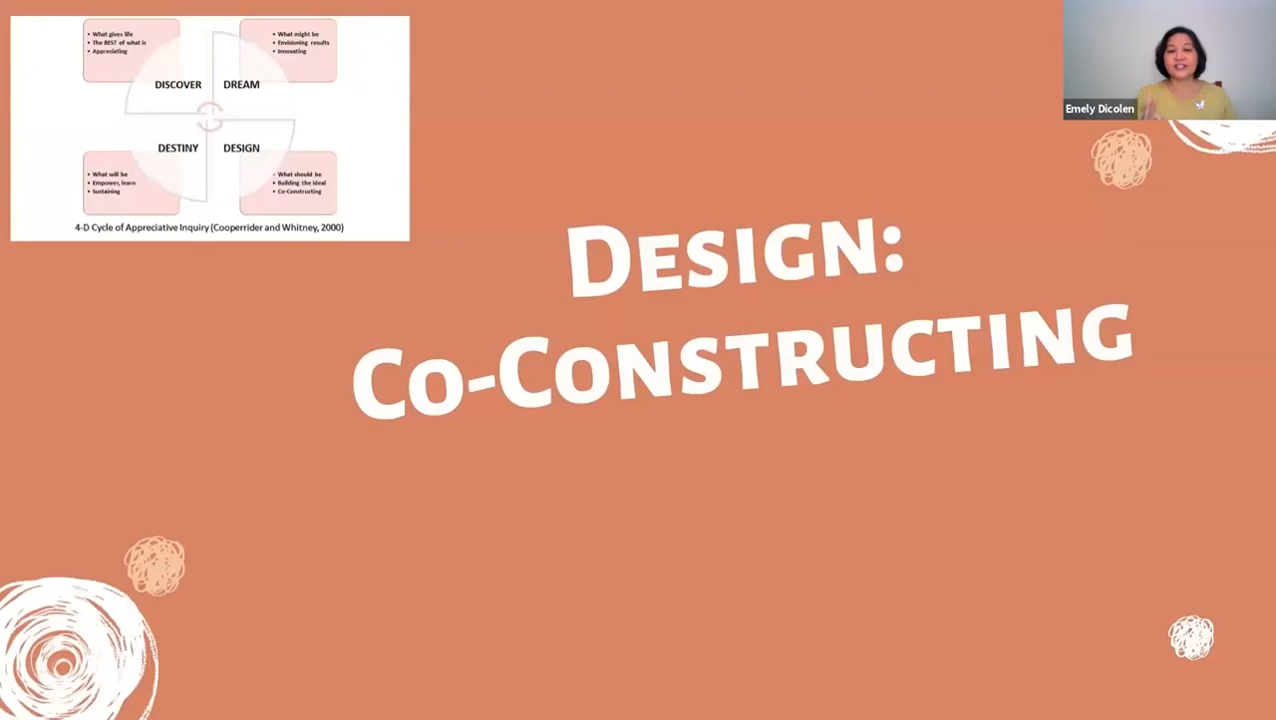 • What gives life
• The BEST of what is
• Appreciating
• What might be
• Envisioning results
• Innovating
DISCOVER
DREAM
DESTINY
DESIGN
• What will be
• Empower, learn
• Sustaining
• What should be
• Building the ideal
• Co-Constructing
4-D Cycle of Appreciative Inquiry (Cooperrider and Whitney, 2000)
Emely Dicolen
DESIGN:
CO-CONSTRUCTING